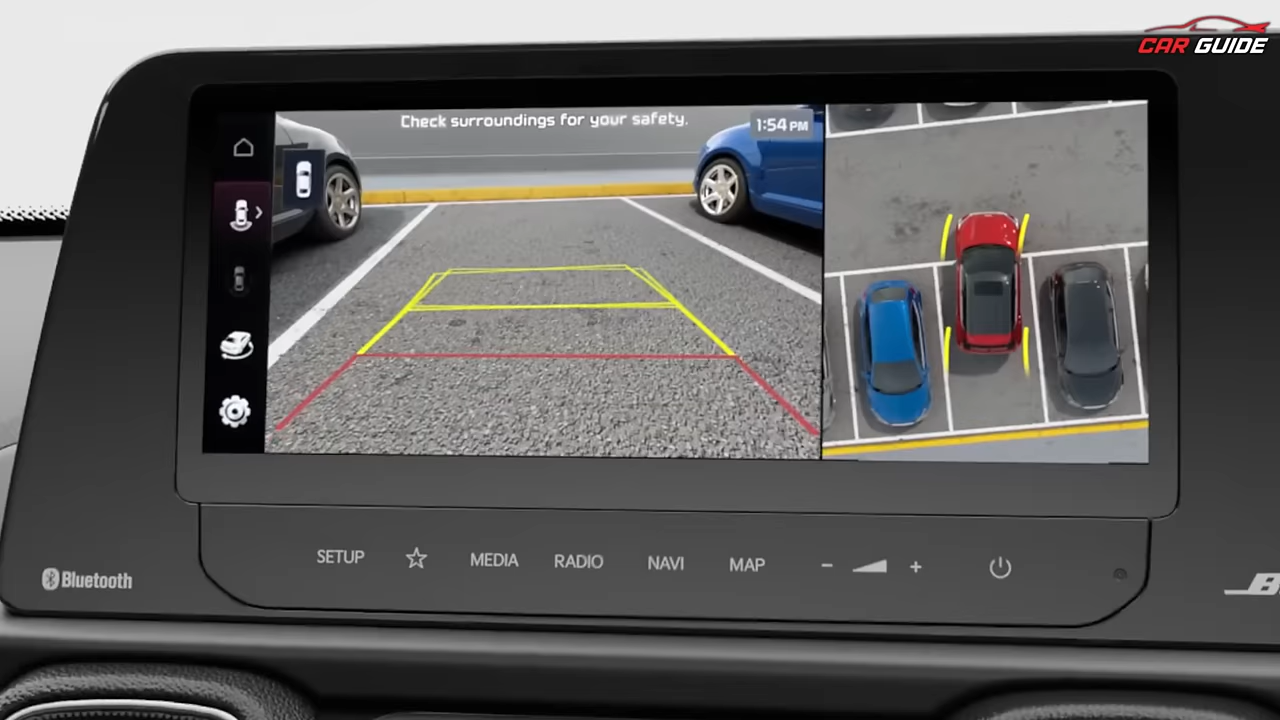 CAR GUIDE
Check surroundings for your safety.
1:54 PM
SETUP
MEDIA
RADIO
NAVI
MAP
Bluetooth